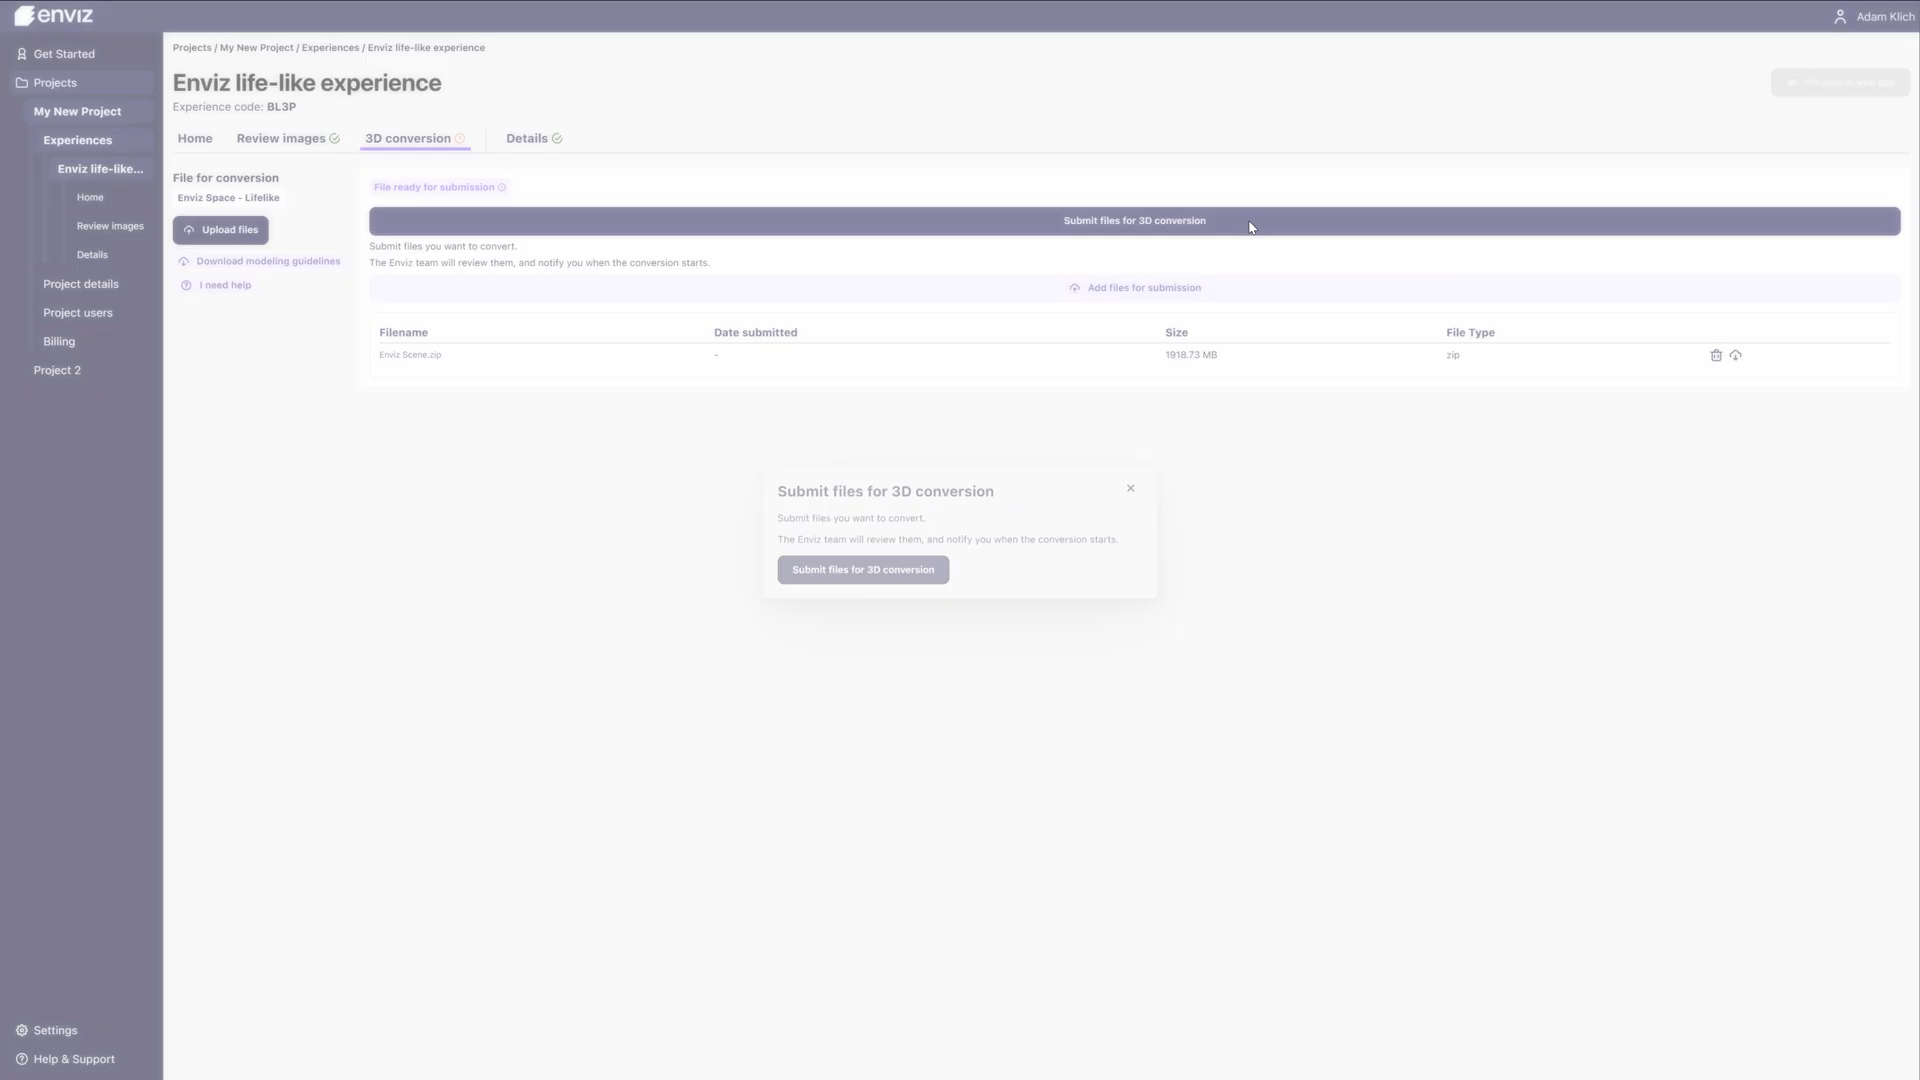 enviz
Adam Klich
Get Started
Projects
My New Project
Experiences
Enviz life-like...
Home
Review images
Details
Project details
Project users
Billing
Project 2
Settings
Help & Support
Projects / My New Project / Experiences / Enviz life-like experience
Enviz life-like experience
Experience code: BL3P
Home
Review images
3D conversion
Details
File for conversion
Enviz Space - Lifelike
Upload files
Download modeling guidelines
I need help
File ready for submission
Submit files for 3D conversion
Submit files you want to convert.
The Enviz team will review them, and notify you when the conversion starts.
Add files for submission
Filename Date submitted Size File Type
Enviz Scene.zip - 1918.73 MB zip
Submit files for 3D conversion
Submit files you want to convert.
The Enviz team will review them, and notify you when the conversion starts.
Submit files for 3D conversion